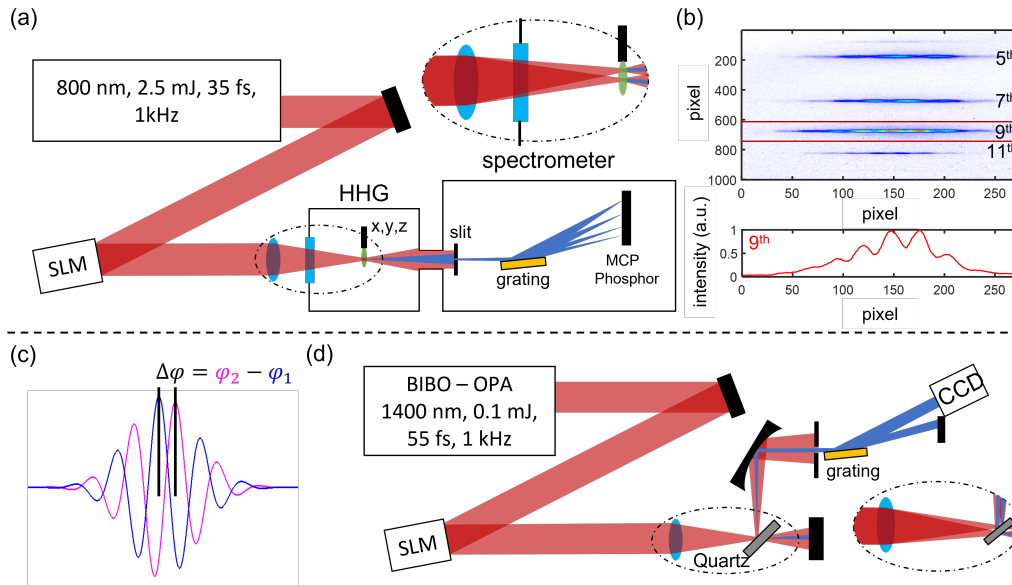 (a)
800 nm, 2.5 mJ, 35 fs,
1kHz
spectrometer
HHG
x,y,z
slit
SLM
grating
MCP
Phosphor
(b)
pixel
200
400
600
800
1000
5th
7th
9th
11th
0 50 100 150 200 250
pixel
intensity (a.u.)
1
0.5
0
9th
0 50 100 150 200 250
pixel
(c)
Δφ = φ2 − φ1
(d)
BIBO – OPA
1400 nm, 0.1 mJ,
55 fs, 1 kHz
CCD
grating
SLM
Quartz